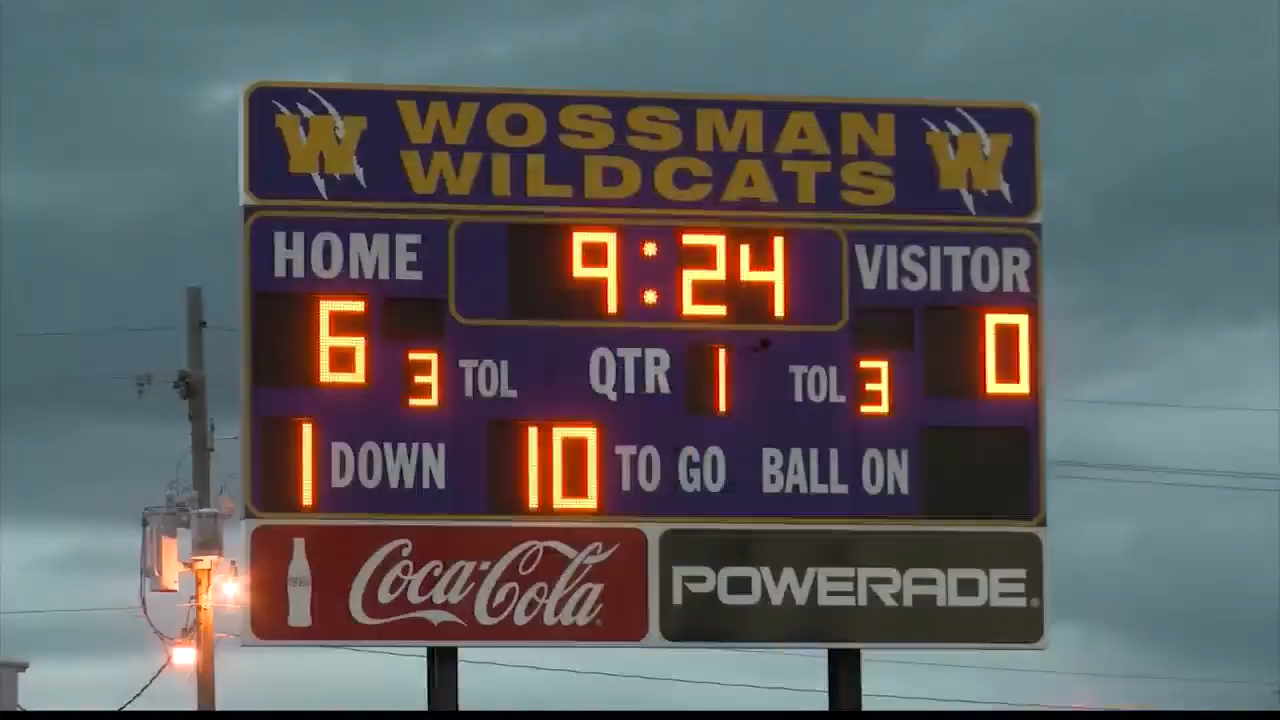 W WOSSMAN W
WILDCATS
HOME 9:24 VISITOR
6 0
3 TOL QTR 1 TOL 3
1 DOWN 10 TO GO BALL ON
Coca-Cola POWERADE